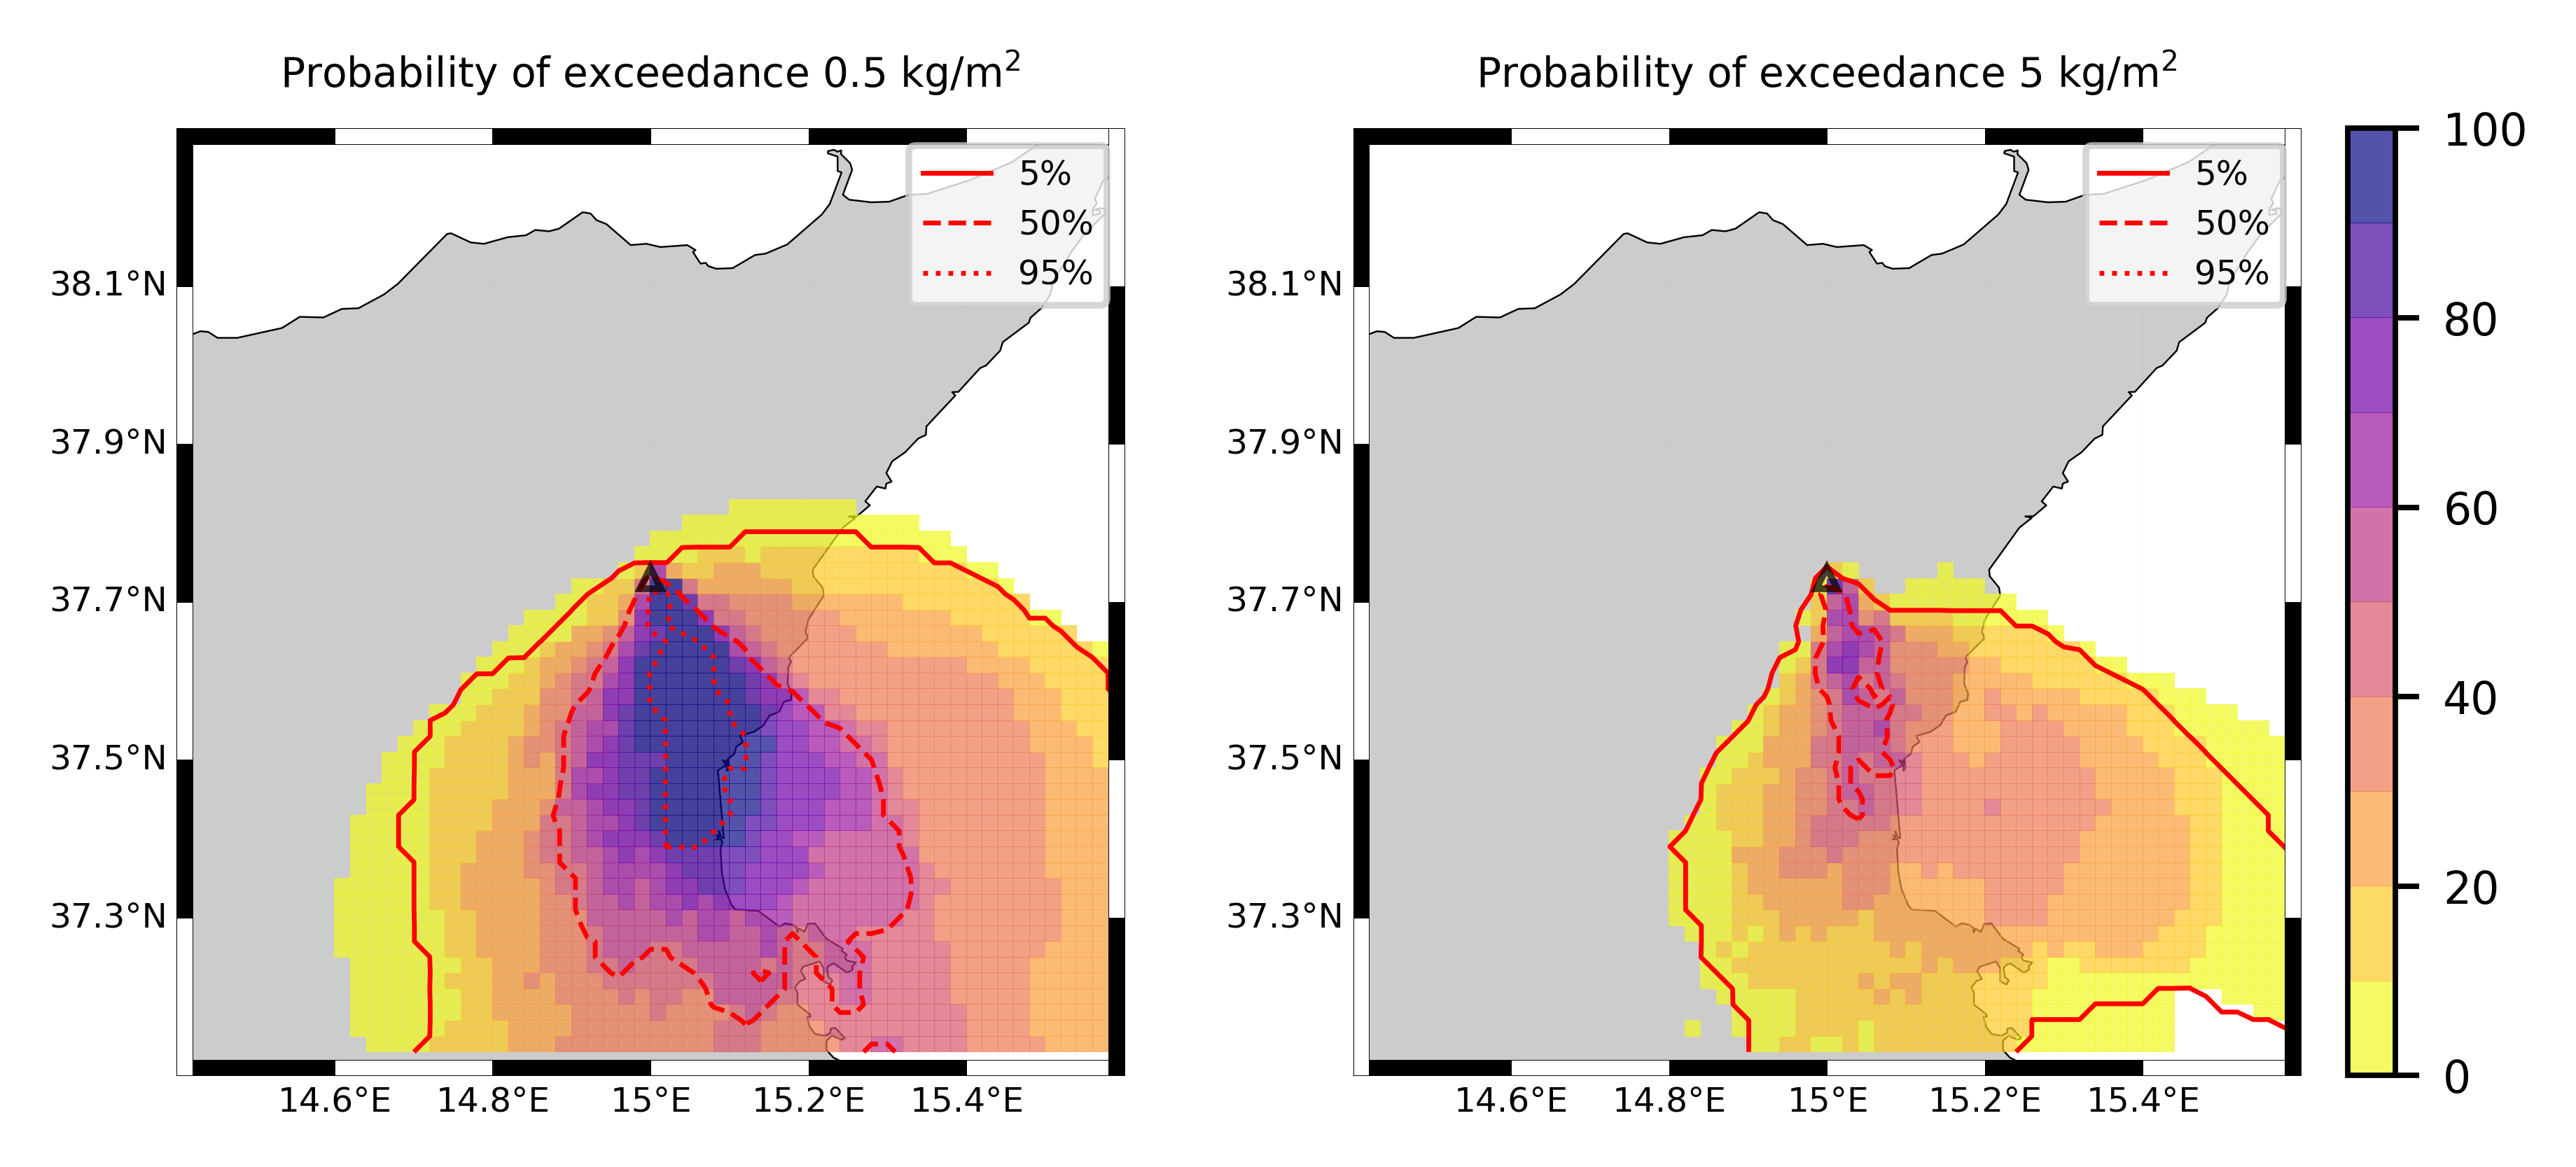 Probability of exceedance 0.5 kg/m²
5%
50%
95%
38.1°N
37.9°N
37.7°N
37.5°N
37.3°N
14.6°E
14.8°E
15°E
15.2°E
15.4°E
Probability of exceedance 5 kg/m²
5%
50%
95%
38.1°N
37.9°N
37.7°N
37.5°N
37.3°N
14.6°E
14.8°E
15°E
15.2°E
15.4°E
100
80
60
40
20
0